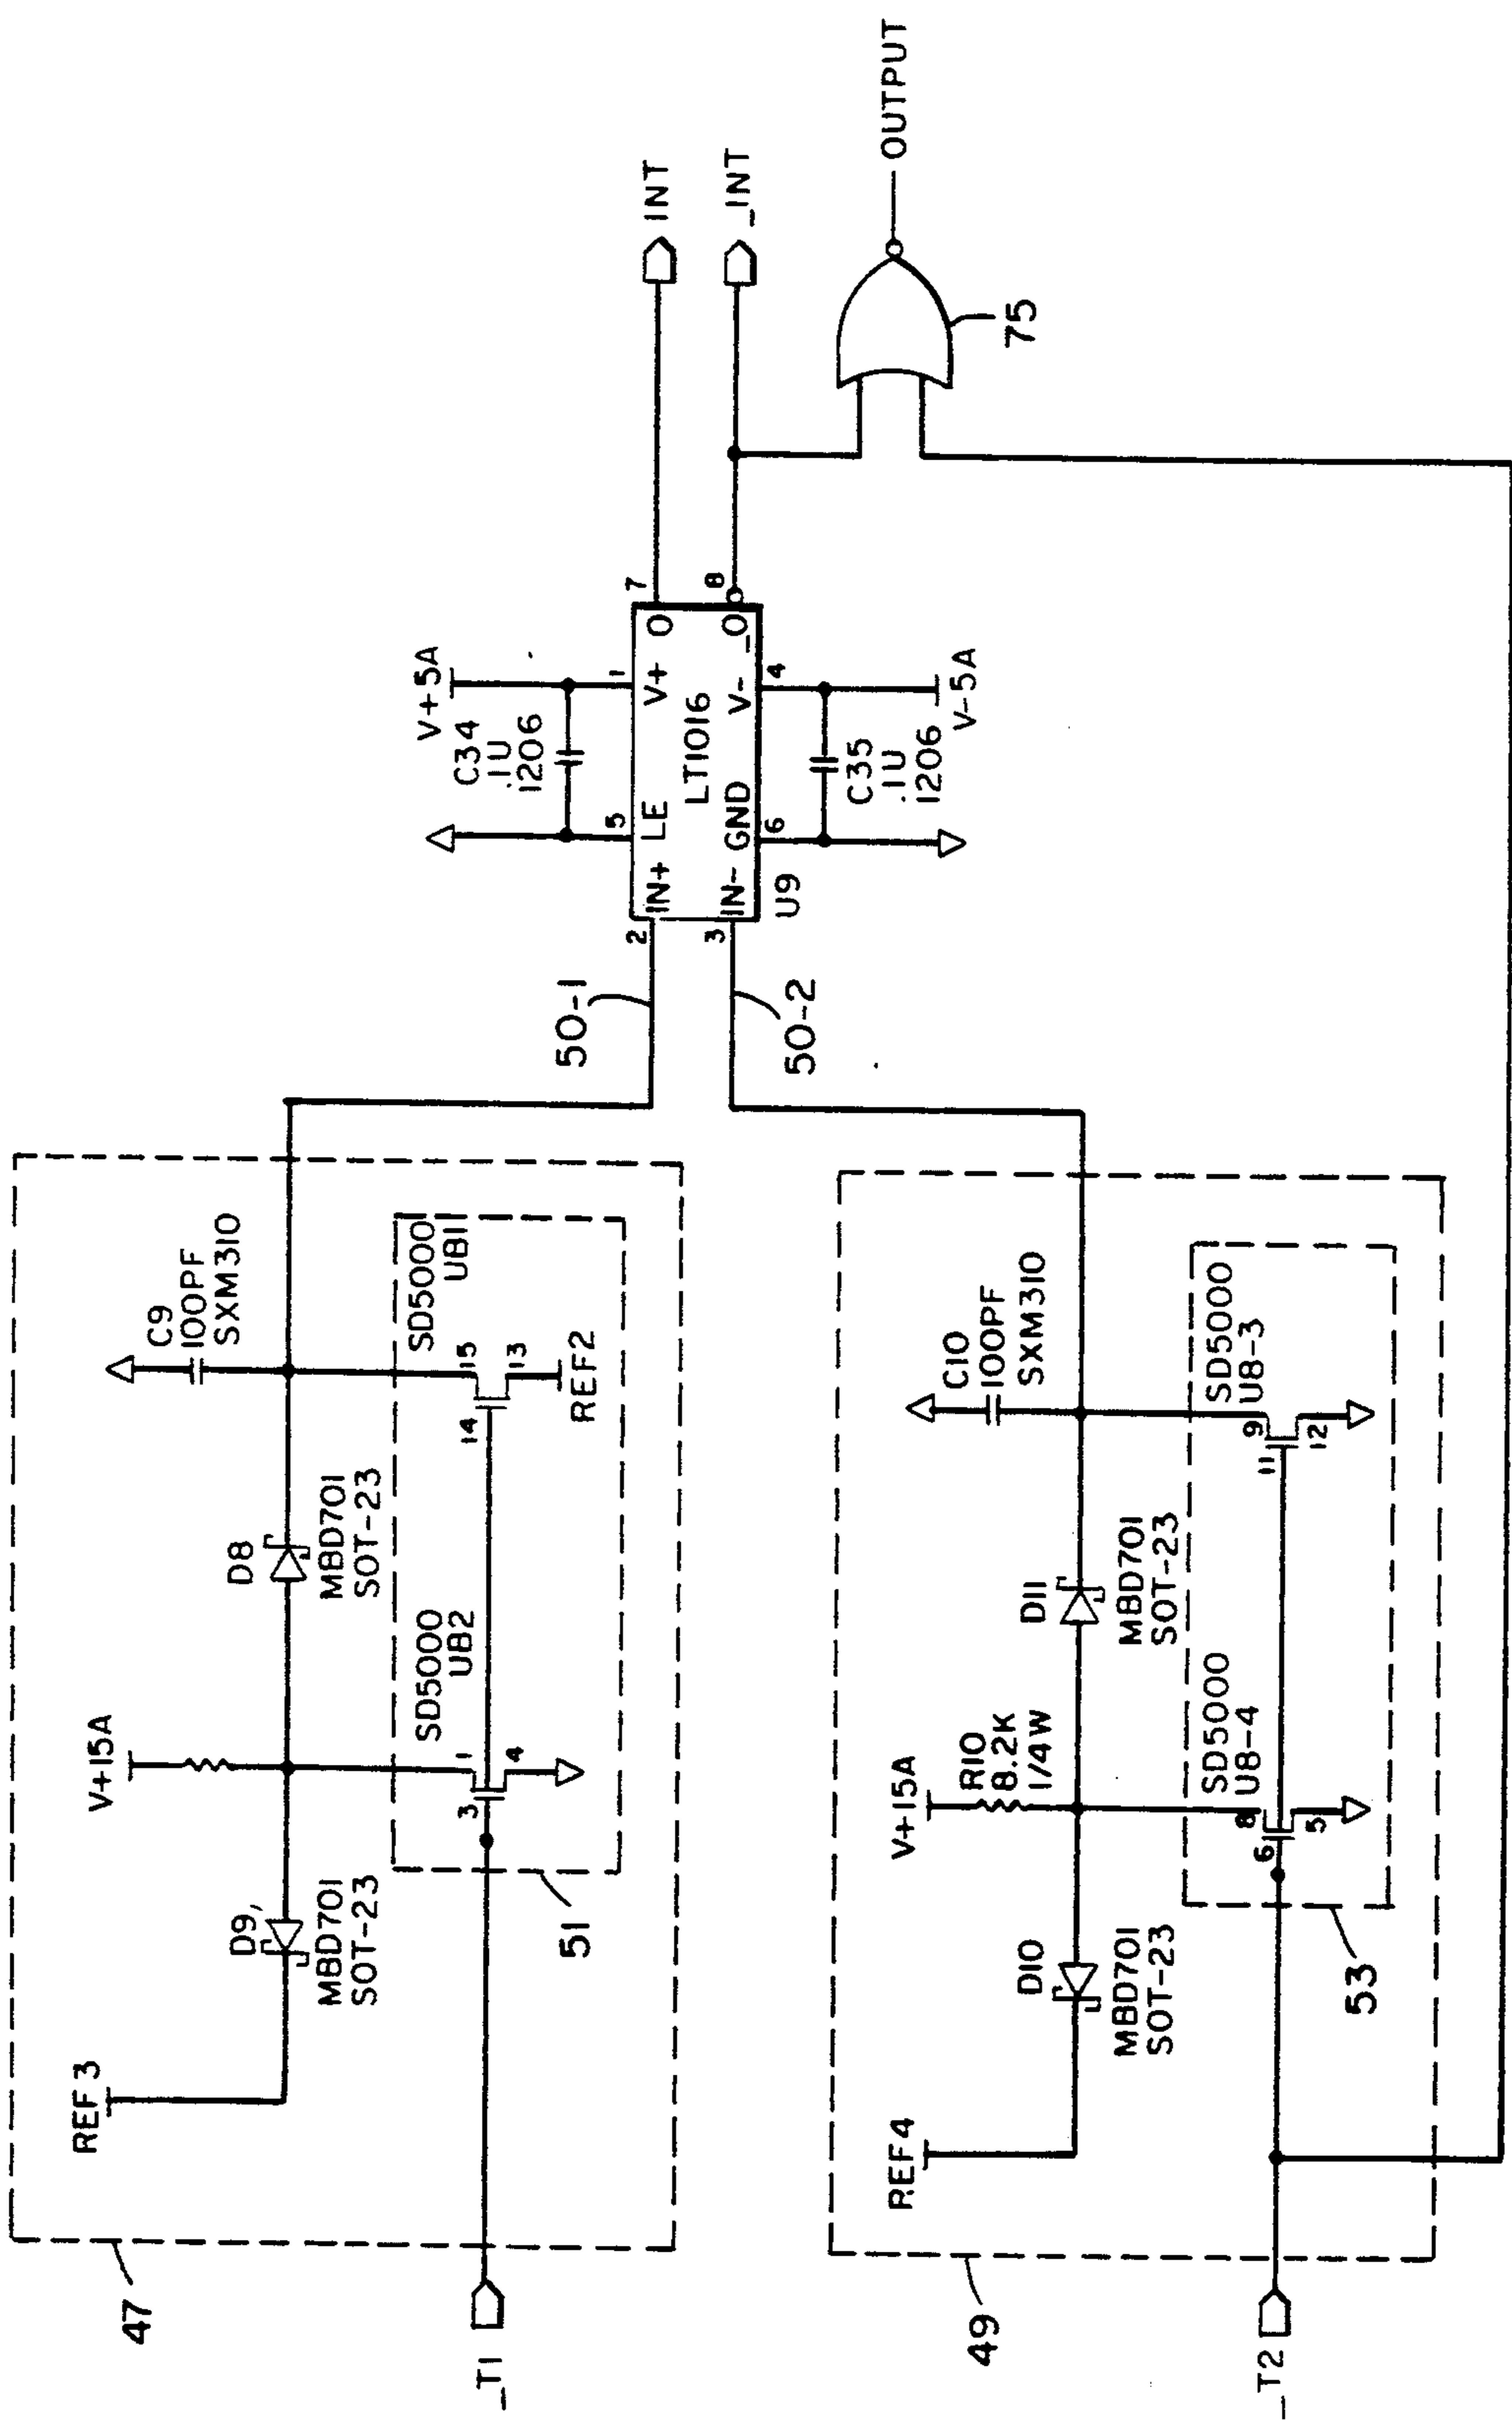 47
REF3
V+15A
D9,
MBD701
SOT-23
D8
MBD701
SOT-23
C9
100PF
SXM310
SD5000
UB2
SD5000
UB11
1
3
4
15
14
13
REF2
_T1
51
50-1
50-2
V+5A
C34
.1U
1206
5
1
LE
V+
2
IN+
7
O
LT1016
3
IN-
GND
V-
_O
8
6
4
U9
C35
.1U
1206
V-5A
INT
_INT
OUTPUT
75
49
REF4
V+15A
R10
8.2K
1/4W
D10
MBD701
SOT-23
D11
MBD701
SOT-23
C10
100PF
SXM310
SD5000
U8-4
SD5000
U8-3
8
6
5
9
11
12
_T2
53